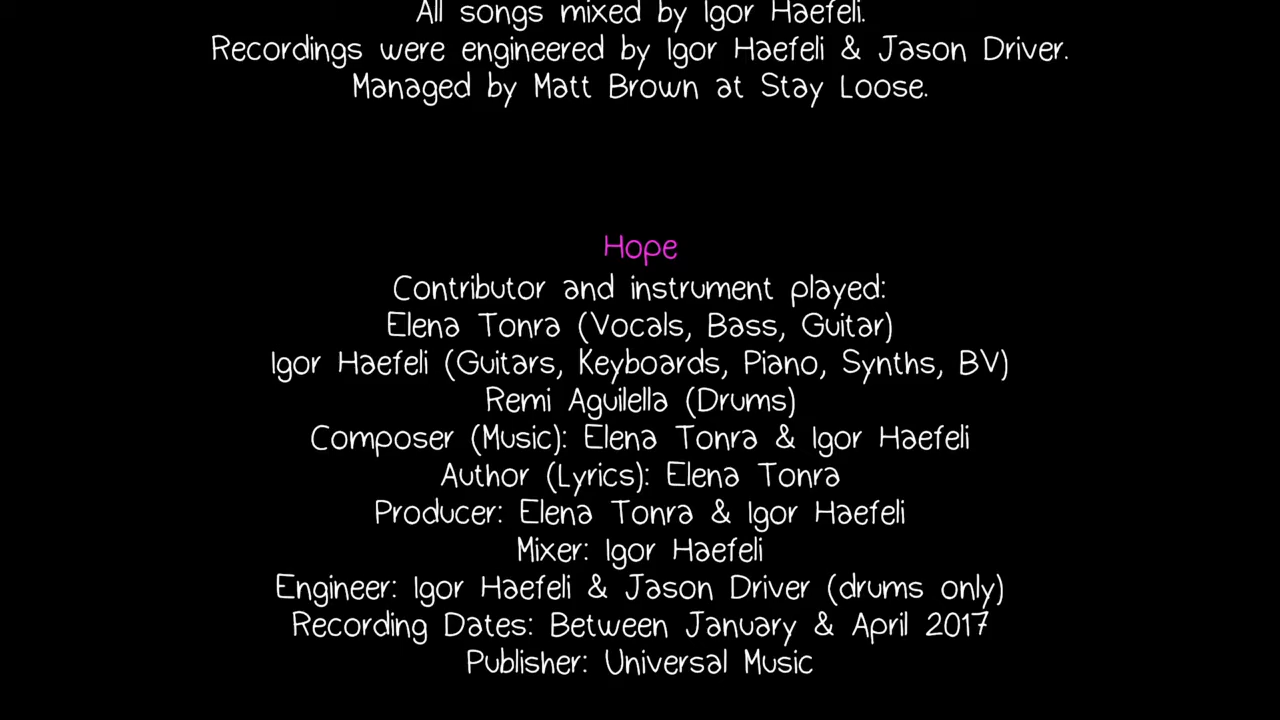 All songs mixed by Igor Haefeli.
Recordings were engineered by Igor Haefeli & Jason Driver.
Managed by Matt Brown at Stay Loose.
Hope
Contributor and instrument played:
Elena Tonra (Vocals, Bass, Guitar)
Igor Haefeli (Guitars, Keyboards, Piano, Synths, BV)
Remi Aguilella (Drums)
Composer (Music): Elena Tonra & Igor Haefeli
Author (Lyrics): Elena Tonra
Producer: Elena Tonra & Igor Haefeli
Mixer: Igor Haefeli
Engineer: Igor Haefeli & Jason Driver (drums only)
Recording Dates: Between January & April 2017
Publisher: Universal Music